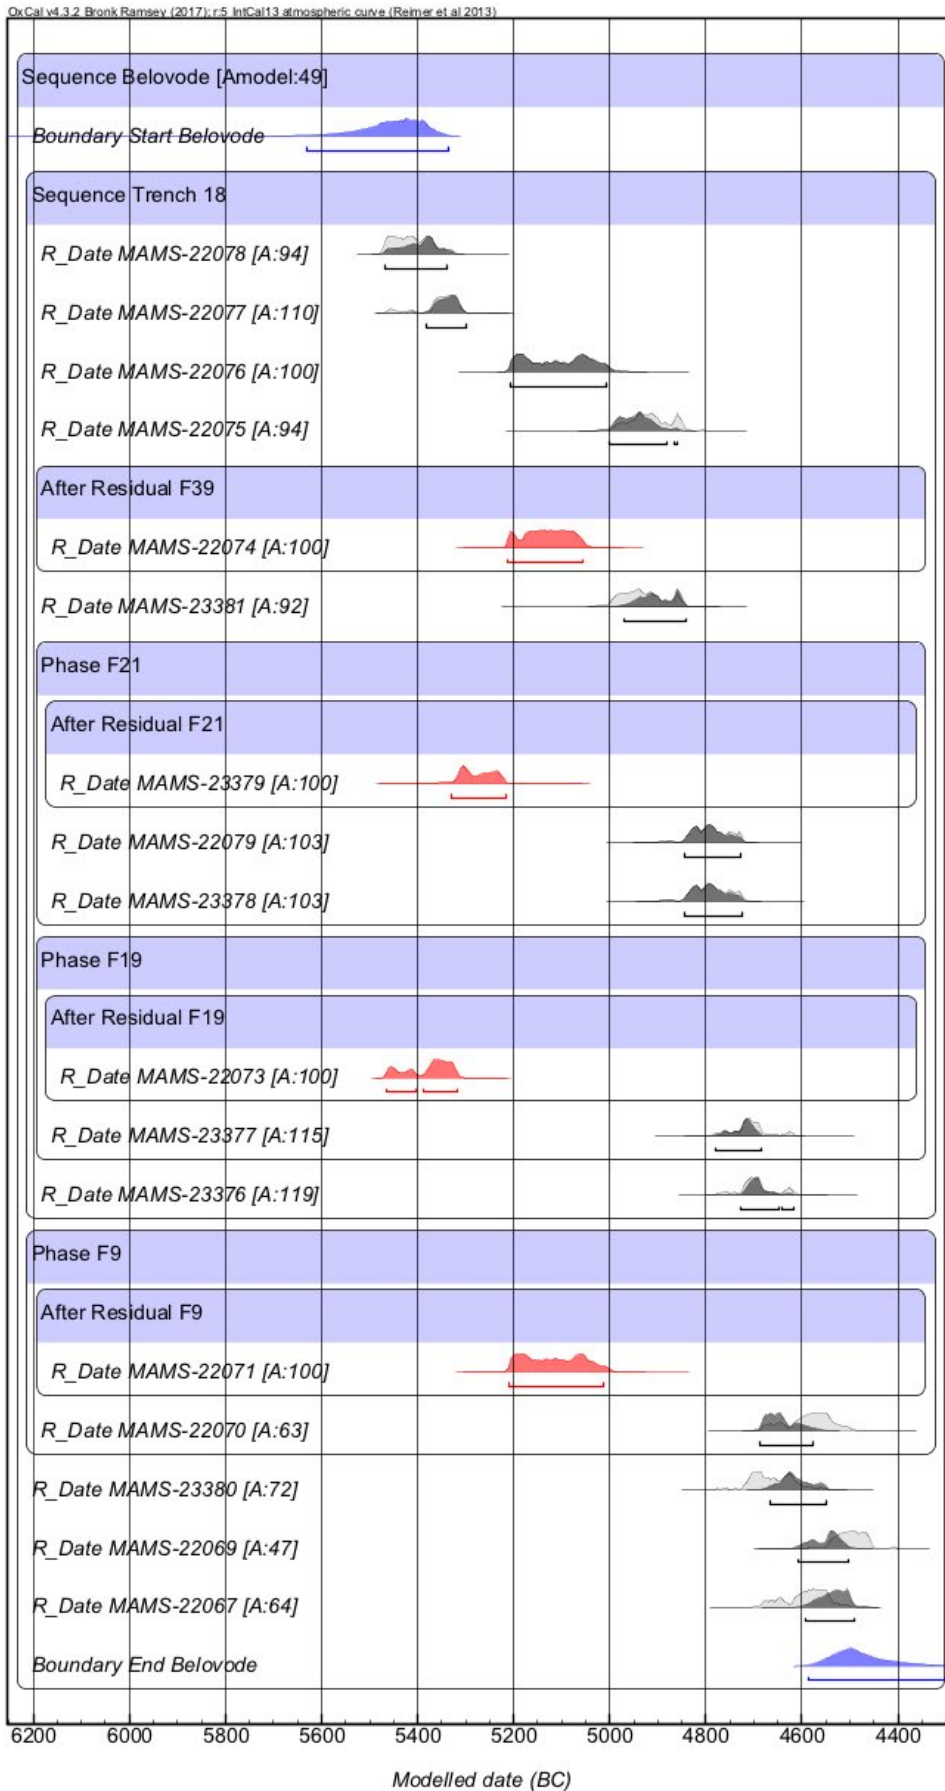 OxCal v4.3.2 Bronk Ramsey (2017); r:5 IntCal13 atmospheric curve (Reimer et al 2013)
Sequence Belovode [Amodel:49]
Boundary Start Belovode
Sequence Trench 18
R_Date MAMS-22078 [A:94]
R_Date MAMS-22077 [A:110]
R_Date MAMS-22076 [A:100]
R_Date MAMS-22075 [A:94]
After Residual F39
R_Date MAMS-22074 [A:100]
R_Date MAMS-23381 [A:92]
Phase F21
After Residual F21
R_Date MAMS-23379 [A:100]
R_Date MAMS-22079 [A:103]
R_Date MAMS-23378 [A:103]
Phase F19
After Residual F19
R_Date MAMS-22073 [A:100]
R_Date MAMS-23377 [A:115]
R_Date MAMS-23376 [A:119]
Phase F9
After Residual F9
R_Date MAMS-22071 [A:100]
R_Date MAMS-22070 [A:63]
R_Date MAMS-23380 [A:72]
R_Date MAMS-22069 [A:47]
R_Date MAMS-22067 [A:64]
Boundary End Belovode
6200 6000 5800 5600 5400 5200 5000 4800 4600 4400
Modelled date (BC)